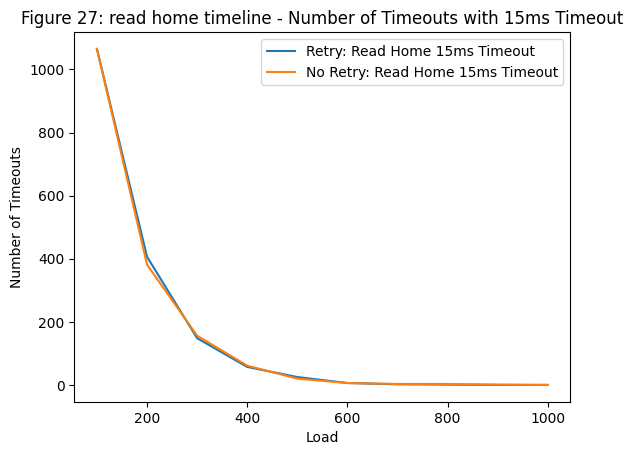 Figure 27: read home timeline - Number of Timeouts with 15ms Timeout
Retry: Read Home 15ms Timeout
No Retry: Read Home 15ms Timeout
Number of Timeouts
1000
800
600
400
200
0
200
400
600
800
1000
Load